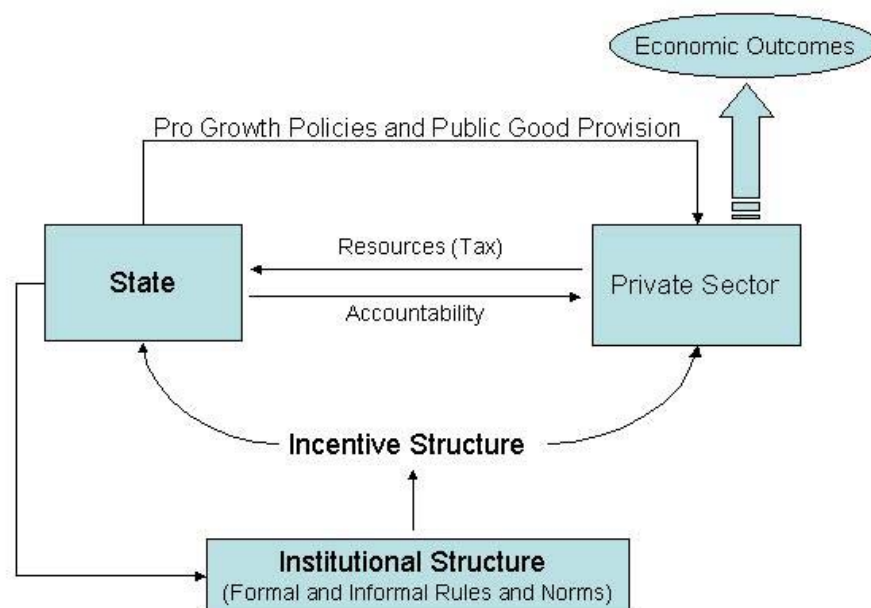 Economic Outcomes
Pro Growth Policies and Public Good Provision
Resources (Tax)
State
Private Sector
Accountability
Incentive Structure
Institutional Structure
(Formal and Informal Rules and Norms)